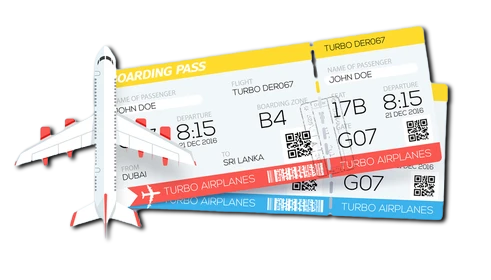 BOARDING PASS
NAME OF PASSENGER
JOHN DOE
FLIGHT
TURBO DER067
DEPARTURE
8:15
21 DEC 2016
BOARDING ZONE
B4
FROM
DUBAI
TO
SRI LANKA
TURBO AIRPLANES
TURBO DER067
NAME OF PASSENGER
JOHN DOE
17B
DEPARTURE
8:15
21 DEC 2016
G07
TURBO AIRPLANES
G07
TURBO AIRPLANES
TURBO AIRPLANES